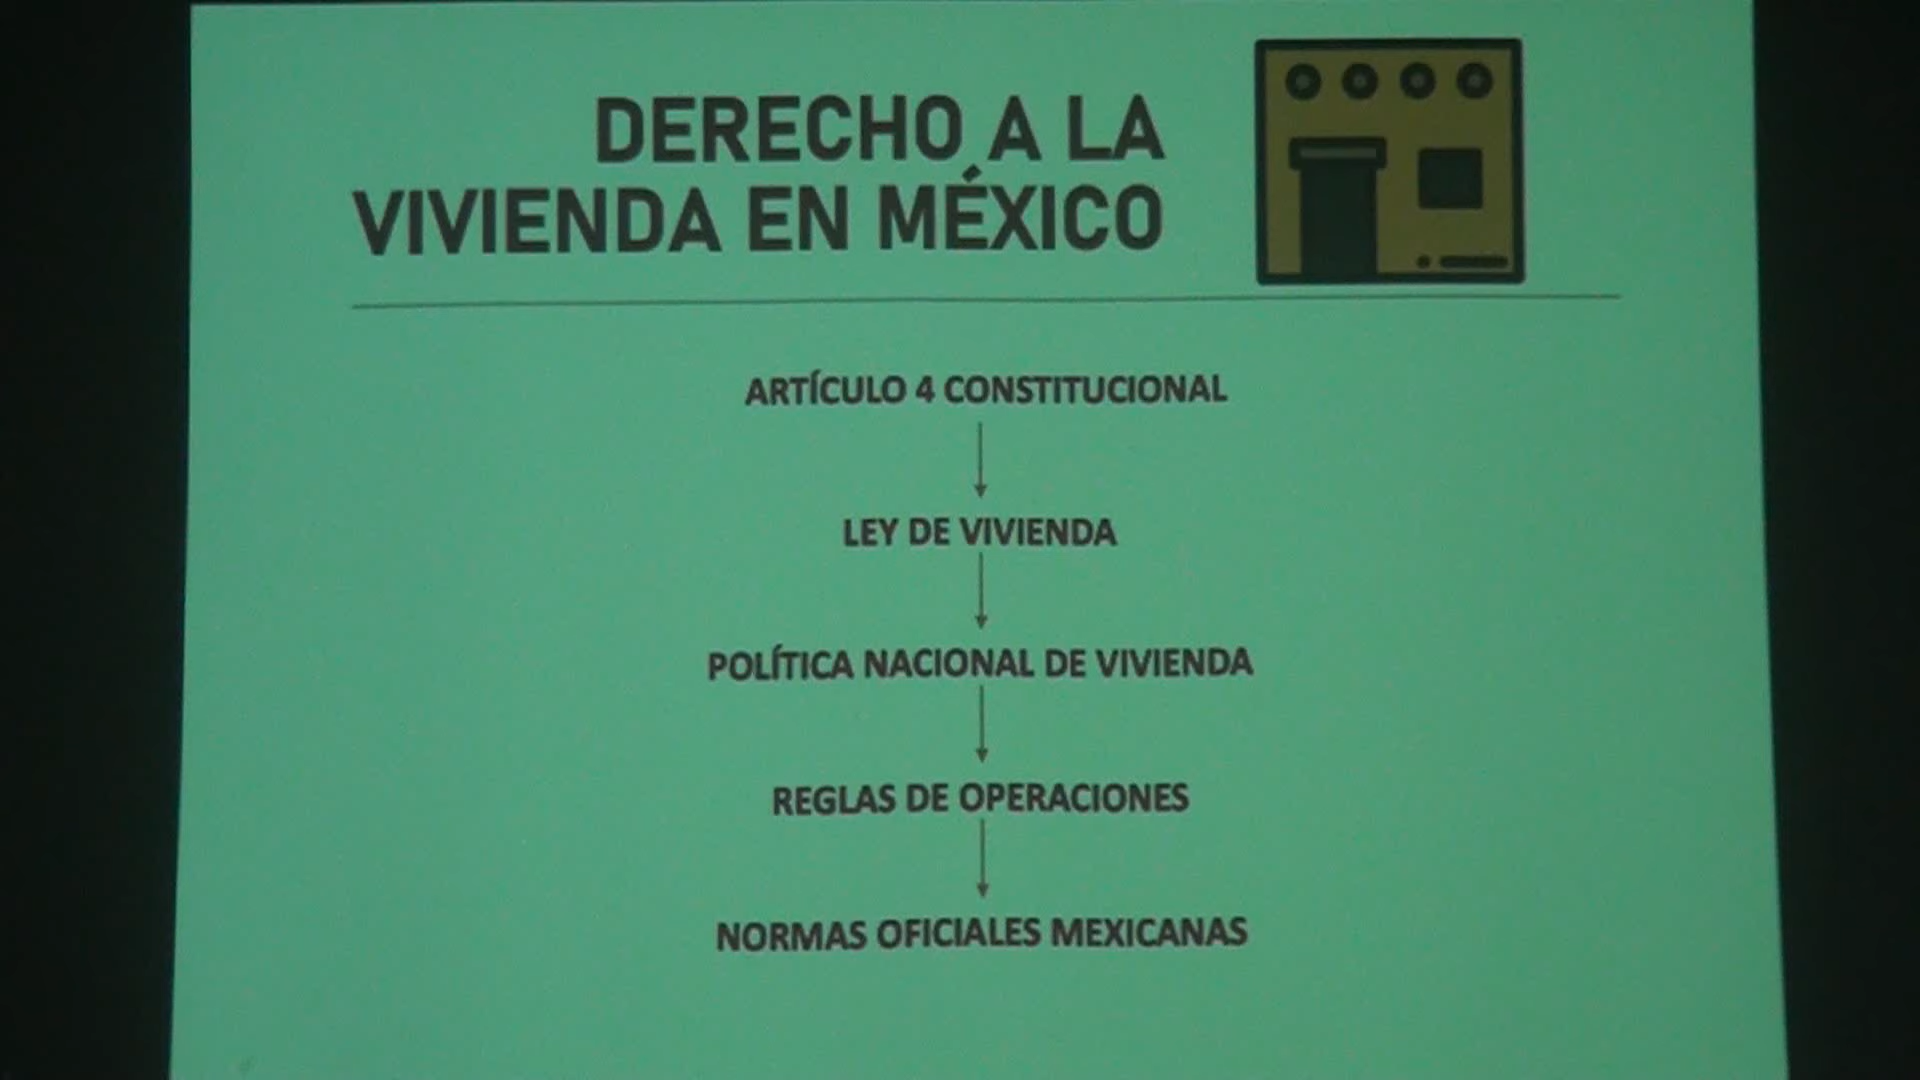 DERECHO A LA
VIVIENDA EN MÉXICO
ARTÍCULO 4 CONSTITUCIONAL
LEY DE VIVIENDA
POLÍTICA NACIONAL DE VIVIENDA
REGLAS DE OPERACIONES
NORMAS OFICIALES MEXICANAS